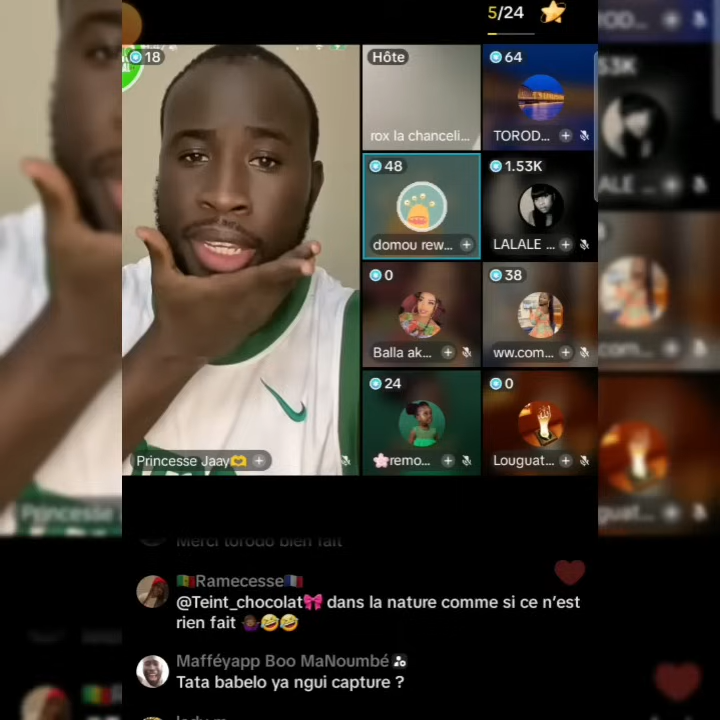 5/24
18
Hôte
rox la chanceli...
64
TOROD...
48
domou rew...
1.53K
LALALE ...
0
Balla ak...
38
ww.com...
24
remo...
0
Louguat...
Princesse Jaay
Merci torodo bien fait
Ramecesse
@Teint_chocolat dans la nature comme si ce n'est
rien fait
Mafféyapp Boo MaNoumbé
Tata babelo ya ngui capture ?